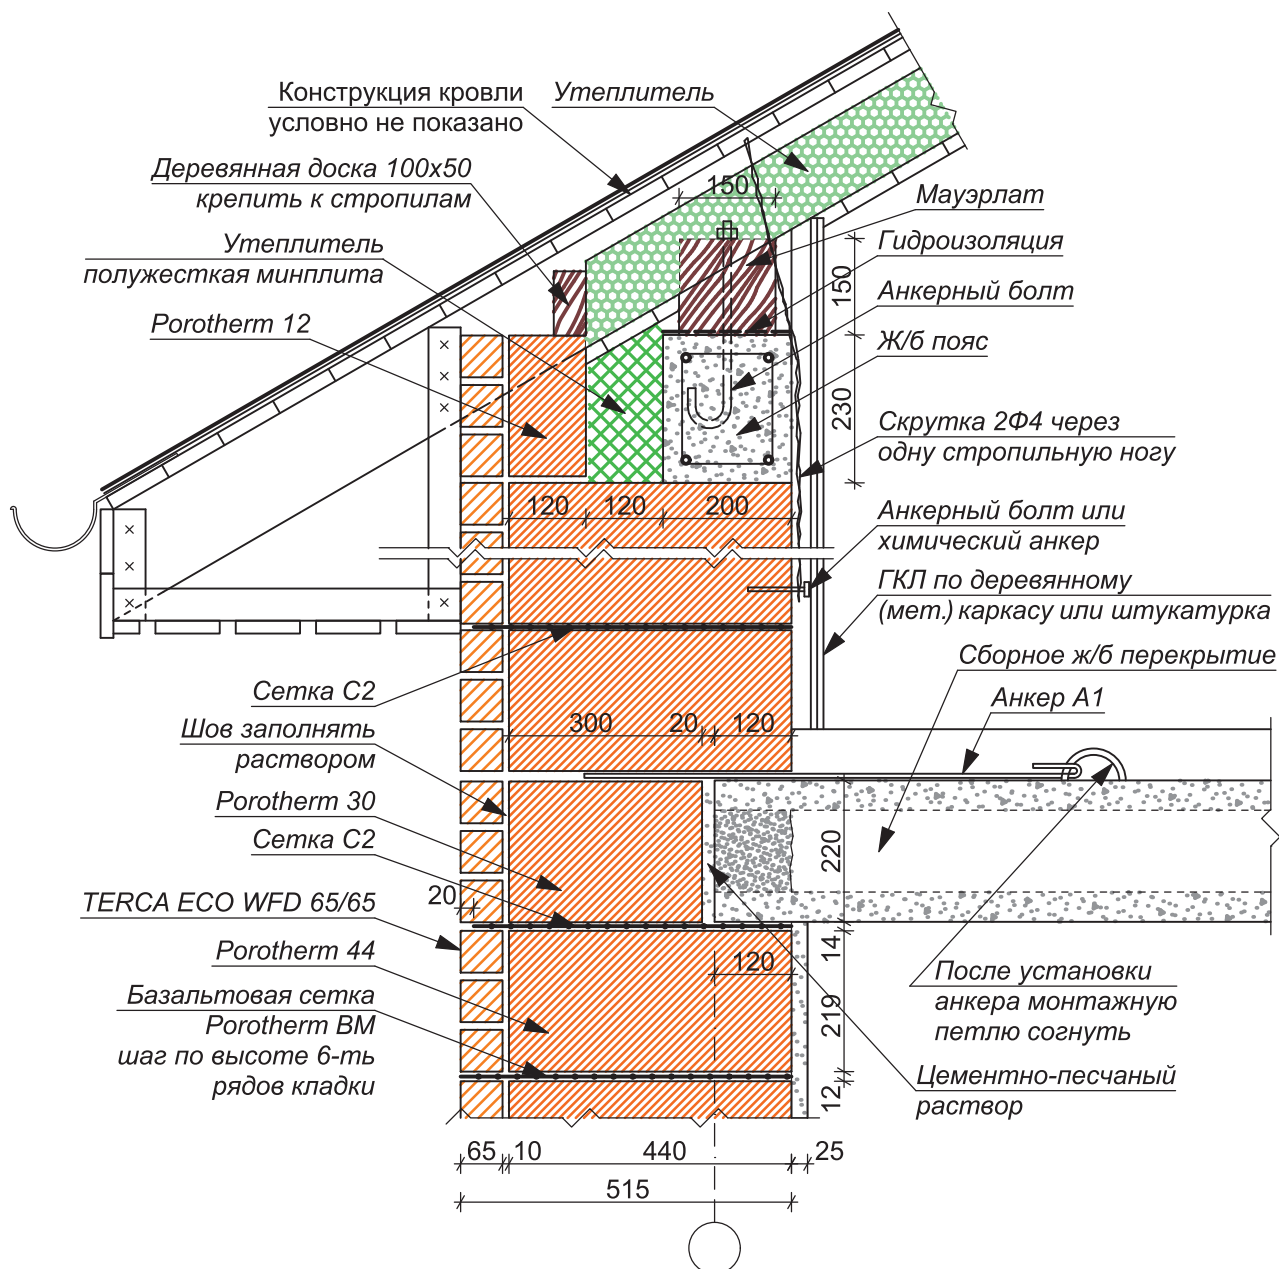 Конструкция кровли
условно не показано
Утеплитель
Деревянная доска 100х50
крепить к стропилам
150
Мауэрлат
Утеплитель
полужесткая минплита
Гидроизоляция
150
Анкерный болт
Porotherm 12
Ж/б пояс
230
Скрутка 2Ф4 через
одну стропильную ногу
120
120
200
Анкерный болт или
химический анкер
ГКЛ по деревянному
(мет.) каркасу или штукатурка
Сборное ж/б перекрытие
Сетка С2
Анкер А1
Шов заполнять
раствором
300
20
120
Porotherm 30
Сетка С2
220
20
TERCA ECO WFD 65/65
Porotherm 44
14
120
После установки
анкера монтажную
петлю согнуть
Базальтовая сетка
Porotherm BM
шаг по высоте 6-ть
рядов кладки
219
12
Цементно-песчаный
раствор
65
10
440
25
515